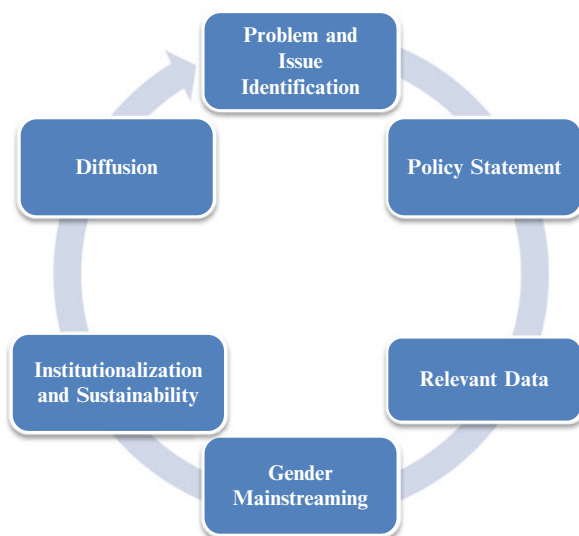 Problem and
Issue
Identification
Policy Statement
Relevant Data
Gender
Mainstreaming
Institutionalization
and Sustainability
Diffusion